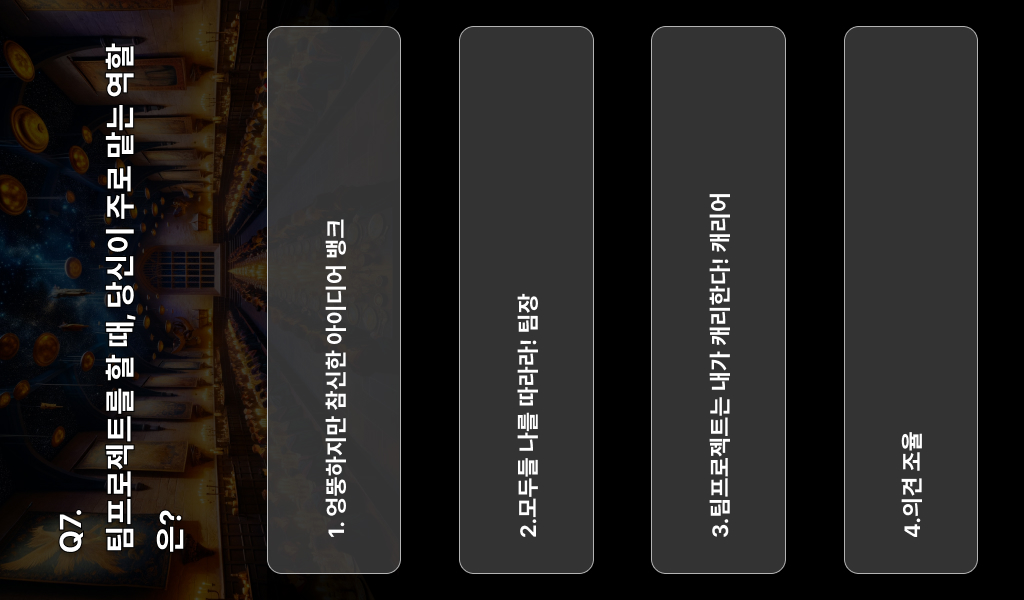 Q7.
팀프로젝트를 할 때, 당신이 주로 맡는 역할
은?
1. 엉뚱하지만 참신한 아이디어 뱅크
2.모두들 나를 따라라! 팀장
3.팀프로젝트는 내가 캐리한다! 캐리어
4.의견 조율